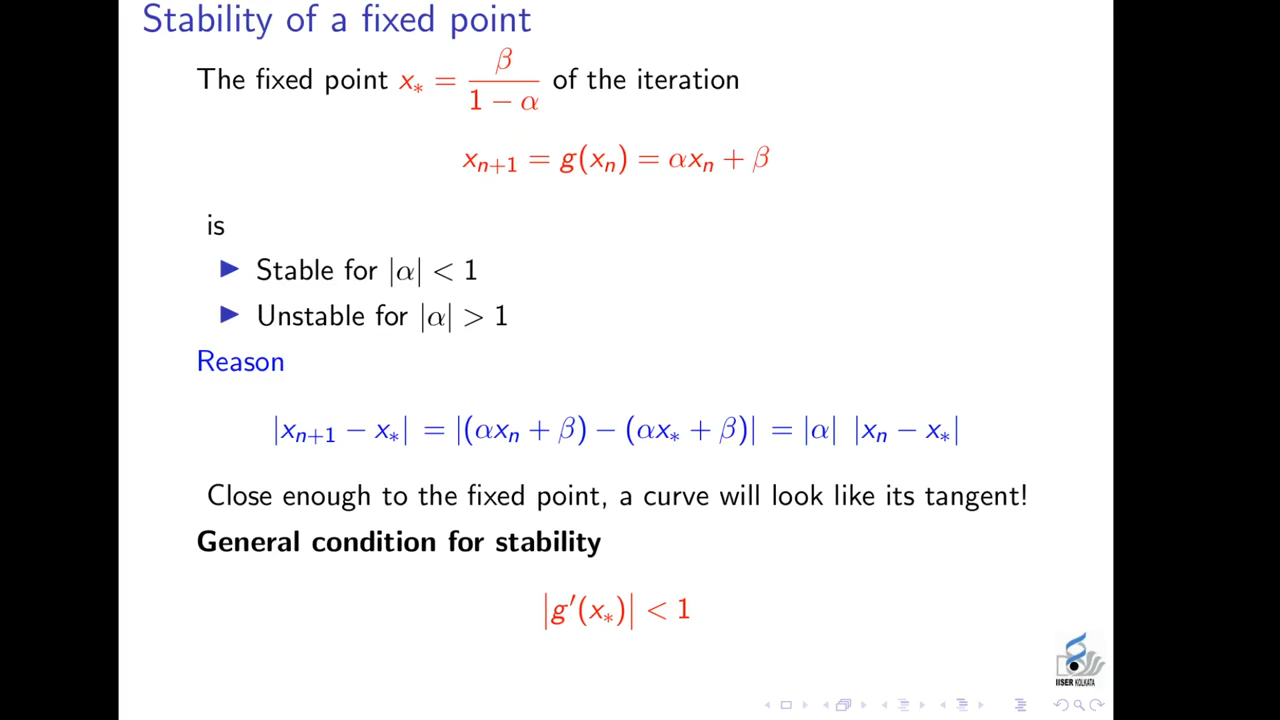 Stability of a fixed point
The fixed point x∗ = β/(1 − α) of the iteration
xₙ₊₁ = g(xₙ) = αxₙ + β
is
▶ Stable for |α| < 1
▶ Unstable for |α| > 1
Reason
|xₙ₊₁ − x∗| = |(αxₙ + β) − (αx∗ + β)| = |α| |xₙ − x∗|
Close enough to the fixed point, a curve will look like its tangent!
General condition for stability
|g′(x∗)| < 1
IISER KOLKATA